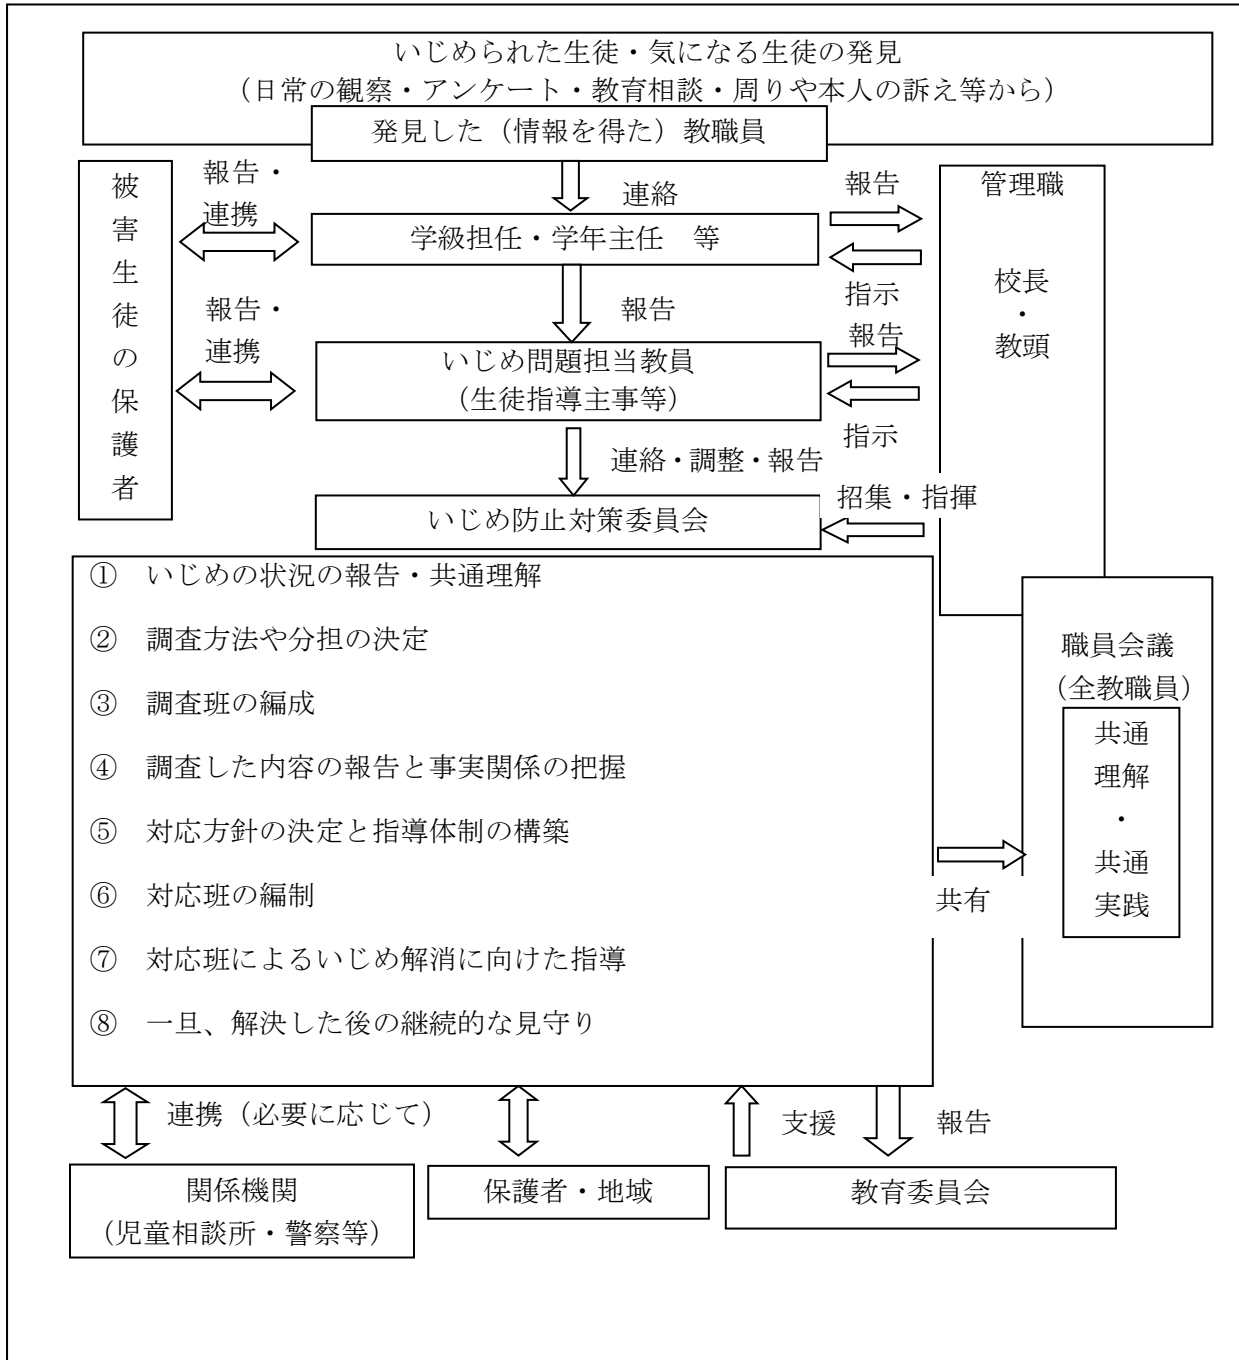 いじめられた生徒・気になる生徒の発見
（日常の観察・アンケート・教育相談・周りや本人の訴え等から）
発見した（情報を得た）教職員
被害生徒の保護者
報告・
連携
連絡
報告
管理職
学級担任・学年主任　等
指示
校長
・
教頭
報告・
連携
報告
報告
いじめ問題担当教員
（生徒指導主事等）
指示
連絡・調整・報告
招集・指揮
いじめ防止対策委員会
①　いじめの状況の報告・共通理解
②　調査方法や分担の決定
③　調査班の編成
④　調査した内容の報告と事実関係の把握
⑤　対応方針の決定と指導体制の構築
⑥　対応班の編制
⑦　対応班によるいじめ解消に向けた指導
⑧　一旦、解決した後の継続的な見守り
共有
職員会議
（全教職員）
共通
理解
・
共通
実践
連携（必要に応じて）
支援
報告
関係機関
（児童相談所・警察等）
保護者・地域
教育委員会